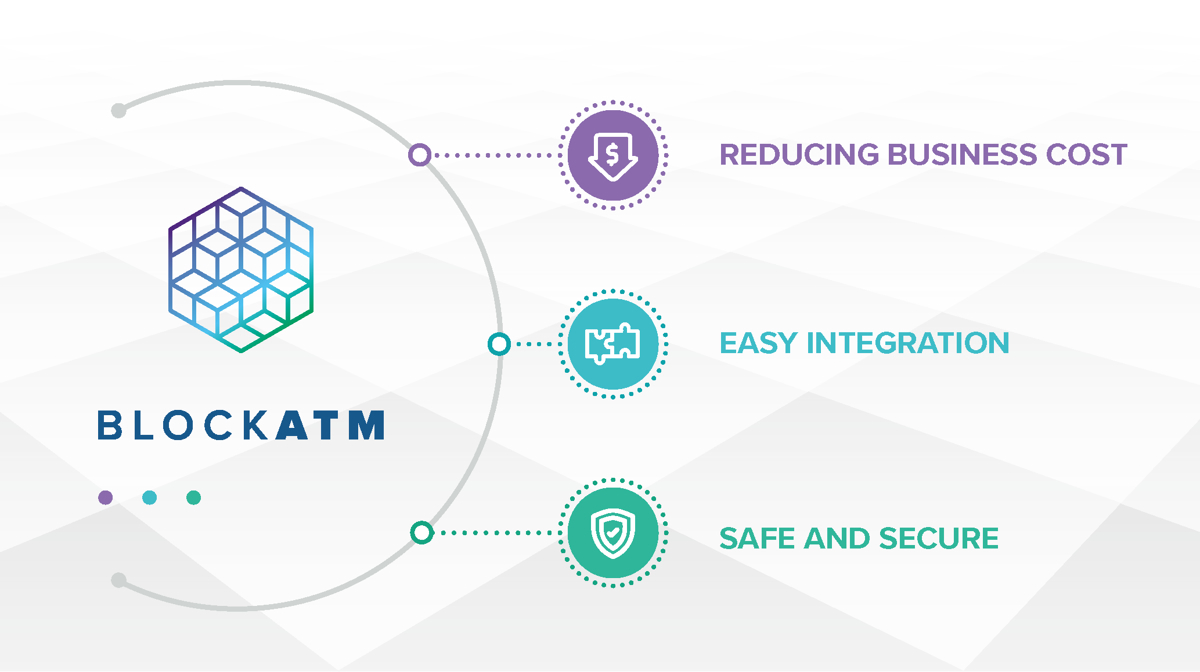 REDUCING BUSINESS COST
BLOCKATM
EASY INTEGRATION
SAFE AND SECURE